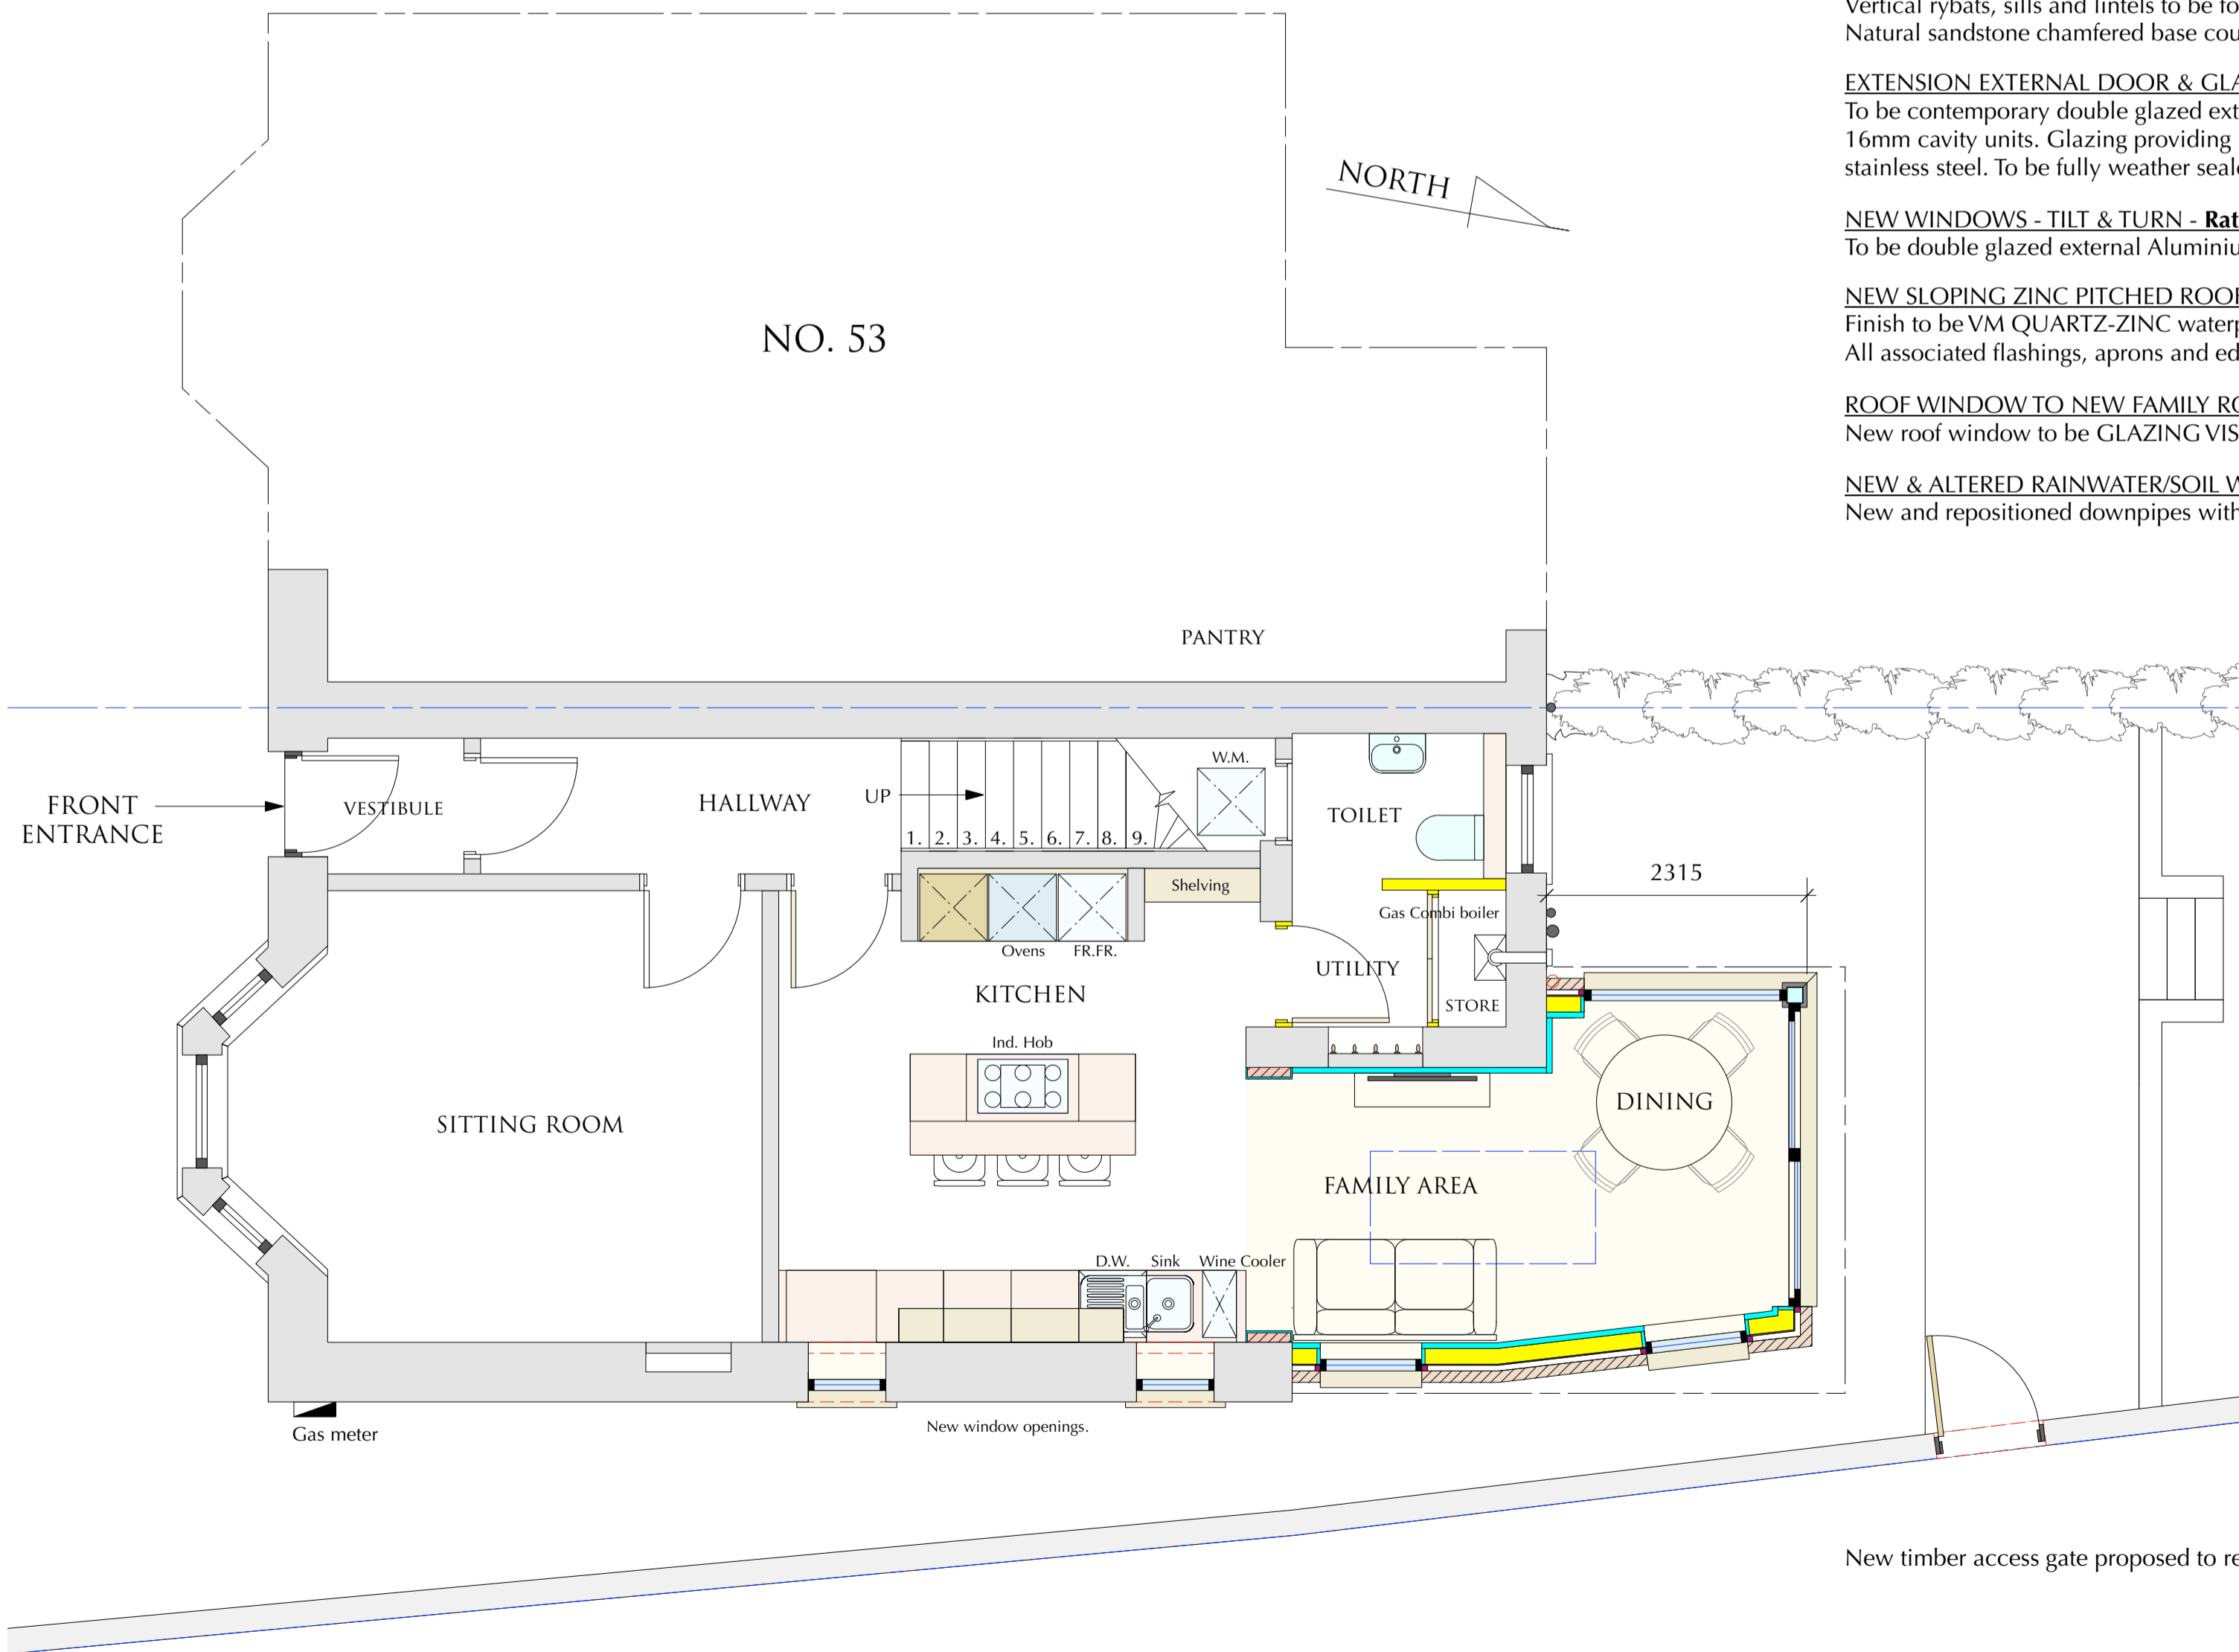 Vertical rybats, sills and lintels to be fo
Natural sandstone chamfered base cou
EXTENSION EXTERNAL DOOR & GLA
To be contemporary double glazed ext
16mm cavity units. Glazing providing
stainless steel. To be fully weather seal
NEW WINDOWS - TILT & TURN - Rat
To be double glazed external Aluminiu
NEW SLOPING ZINC PITCHED ROOF
Finish to be VM QUARTZ-ZINC waterp
All associated flashings, aprons and ed
ROOF WINDOW TO NEW FAMILY RO
New roof window to be GLAZING VIS
NEW & ALTERED RAINWATER/SOIL W
New and repositioned downpipes with
NORTH
NO. 53
PANTRY
FRONT
ENTRANCE
VESTIBULE
HALLWAY
UP
1. 2. 3. 4. 5. 6. 7. 8. 9.
W.M.
TOILET
2315
Shelving
Gas Combi boiler
Ovens
FR.FR.
UTILITY
KITCHEN
STORE
Ind. Hob
SITTING ROOM
DINING
FAMILY AREA
D.W.
Sink
Wine Cooler
Gas meter
New window openings.
New timber access gate proposed to re